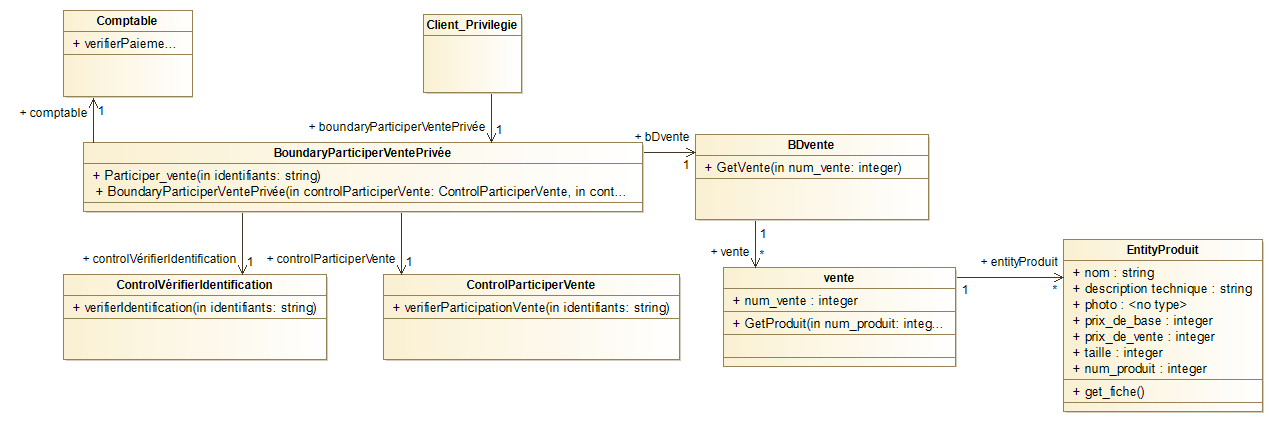 Comptable
+ verifierPaieme...
+ comptable
1
Client_Privilegie
+ boundaryParticiperVentePrivée
1
BoundaryParticiperVentePrivée
+ Participer_vente(in identifiants: string)
+ BoundaryParticiperVentePrivée(in controlParticiperVente: ControlParticiperVente, in cont...
+ bDvente
1
BDvente
+ GetVente(in num_vente: integer)
+ controlVérifierIdentification
1
+ controlParticiperVente
1
ControlVérifierIdentification
+ verifierIdentification(in identifiants: string)
ControlParticiperVente
+ verifierParticipationVente(in identifiants: string)
1
+ vente
*
vente
+ num_vente : integer
+ GetProduit(in num_produit: integ...
+ entityProduit
1
*
EntityProduit
+ nom : string
+ description technique : string
+ photo : <no type>
+ prix_de_base : integer
+ prix_de_vente : integer
+ taille : integer
+ num_produit : integer
+ get_fiche()